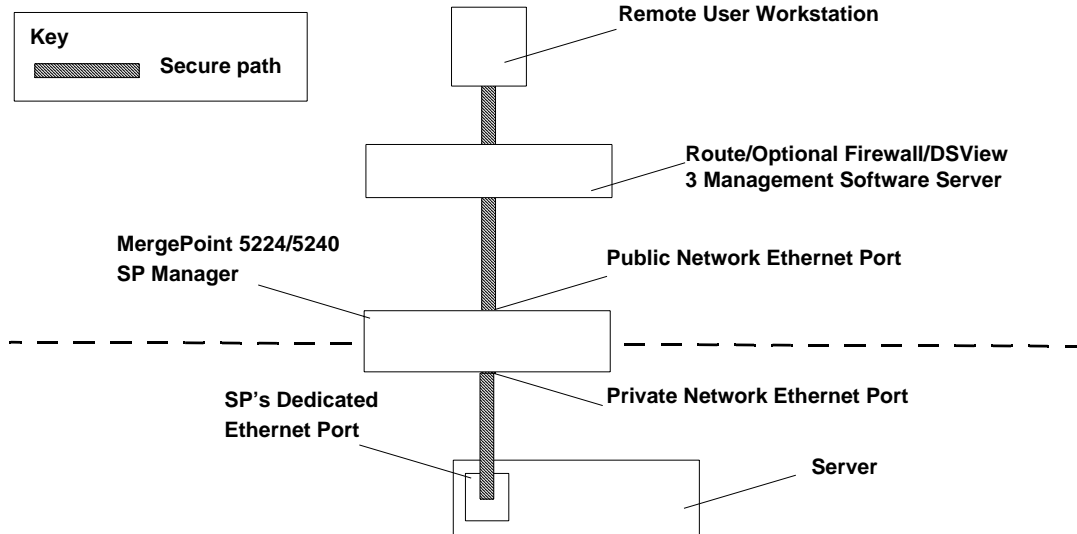 Remote User Workstation
Key
Secure path
Route/Optional Firewall/DSView
3 Management Software Server
MergePoint 5224/5240
SP Manager
Public Network Ethernet Port
Private Network Ethernet Port
SP's Dedicated
Ethernet Port
Server